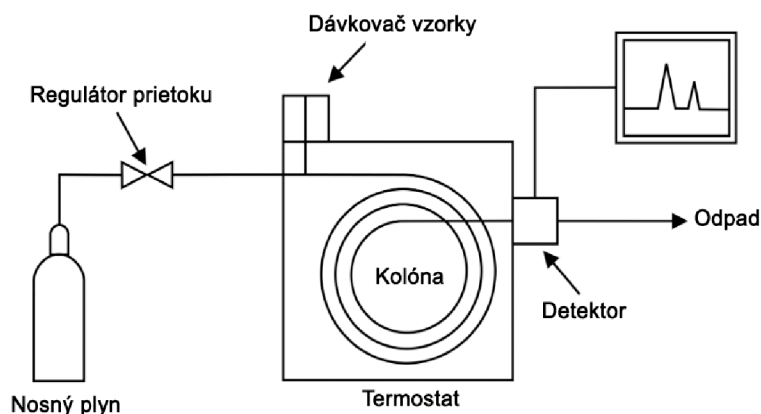 Dávkovač vzorky
Regulátor prietoku
Odpad
Kolóna
Detektor
Termostat
Nosný plyn